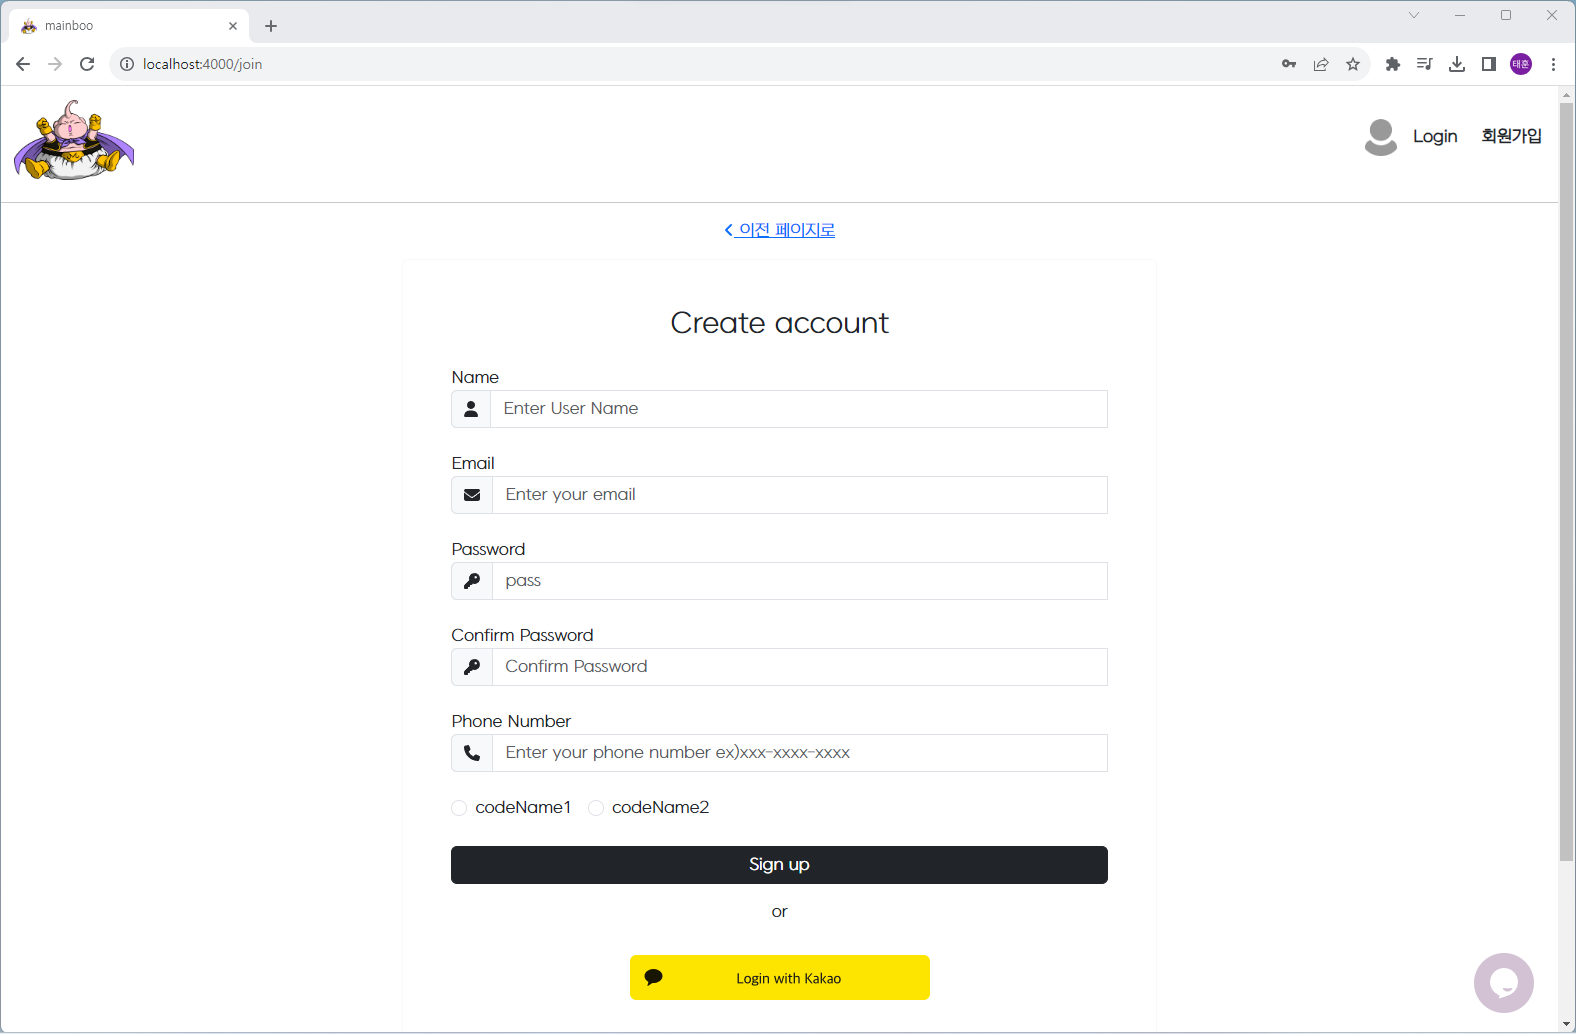 mainboo
localhost:4000/join
태훈
Login 회원가입
이전 페이지로
Create account
Name
Enter User Name
Email
Enter your email
Password
pass
Confirm Password
Confirm Password
Phone Number
Enter your phone number ex)xxx-xxxx-xxxx
codeName1 codeName2
Sign up
or
Login with Kakao